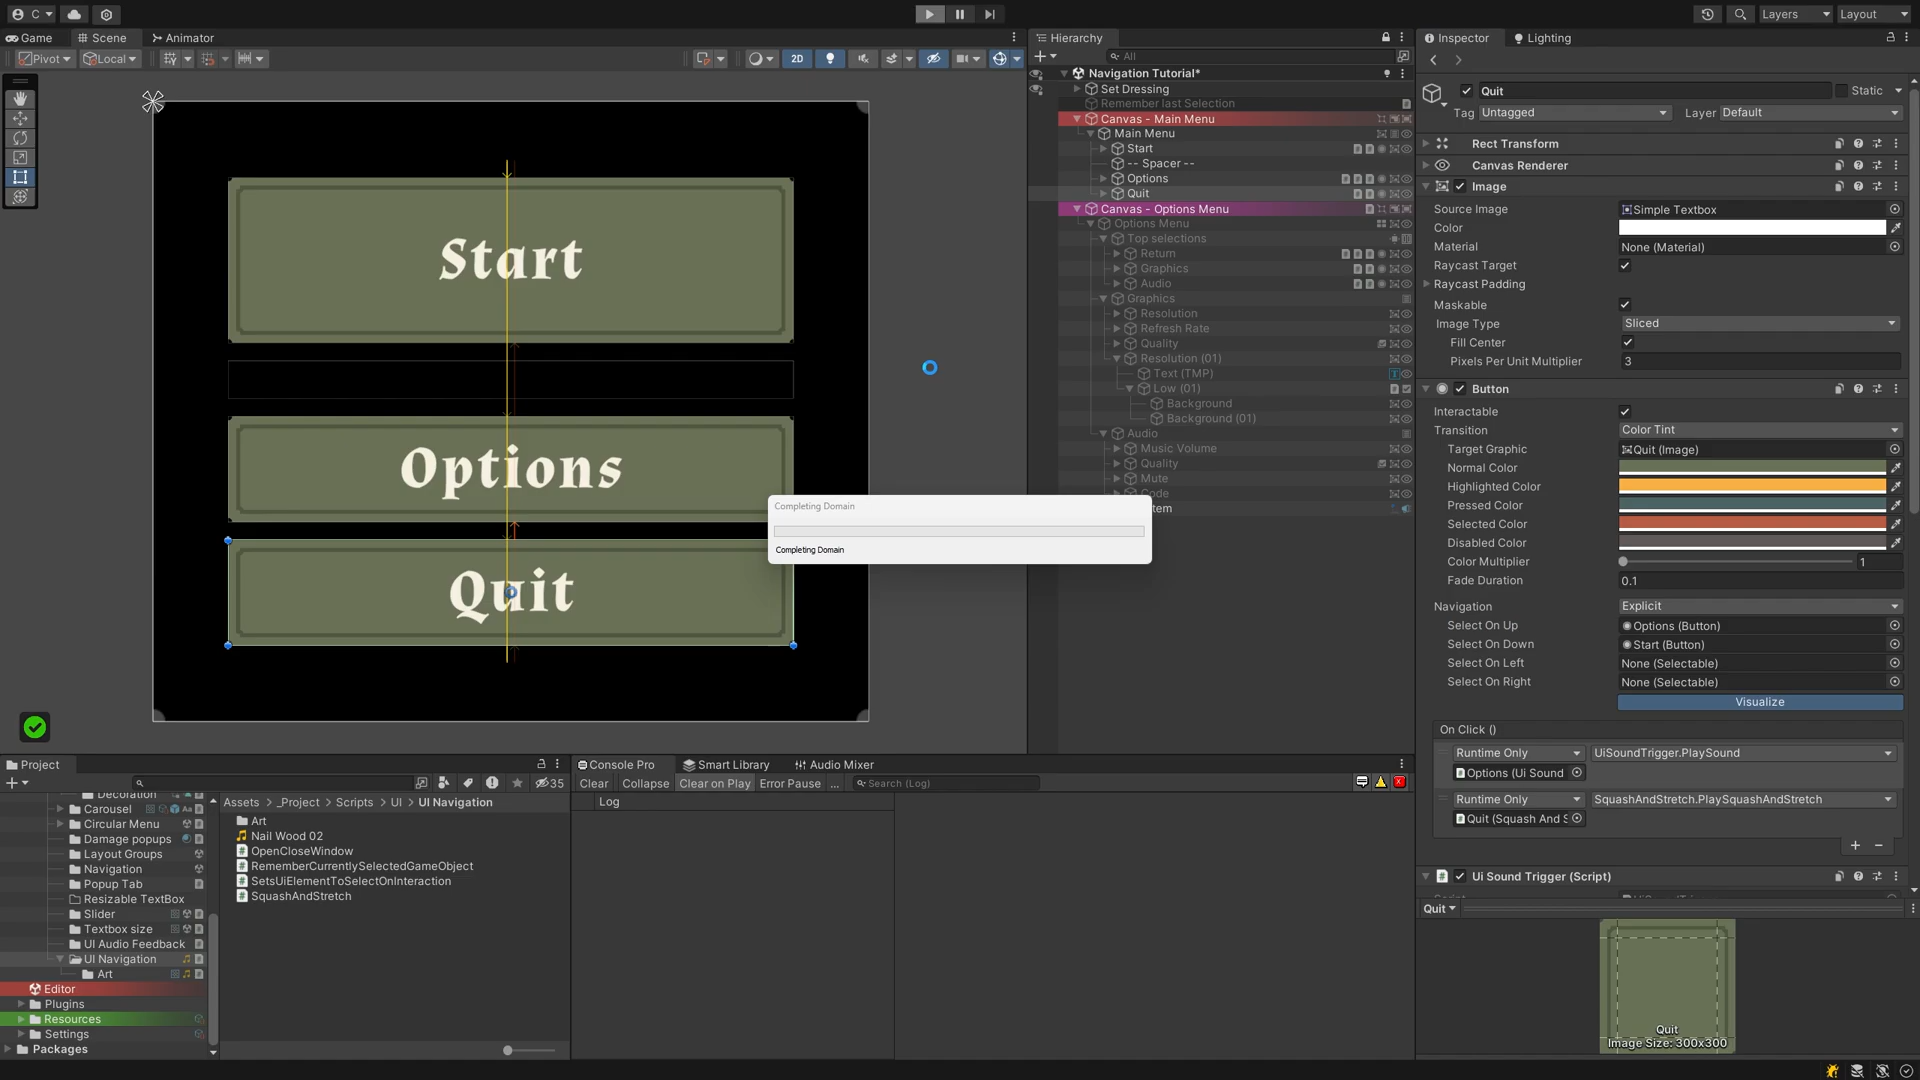 C
Layers
Layout
Game
Scene
Animator
Hierarchy
Inspector
Lighting
Pivot
Local
2D
All
Navigation Tutorial*
Set Dressing
Remember last Selection
Canvas - Main Menu
Main Menu
Start
-- Spacer --
Options
Quit
Canvas - Options Menu
Options Menu
Top selections
Return
Graphics
Audio
Graphics
Resolution
Refresh Rate
Quality
Resolution (01)
Text (TMP)
Low (01)
Background
Background (01)
Audio
Music Volume
Quality
Mute
Code
tem
Start
Options
Quit
Completing Domain
Completing Domain
Quit
Static
Tag Untagged
Layer Default
Rect Transform
Canvas Renderer
Image
Source Image Simple Textbox
Color
Material None (Material)
Raycast Target
Raycast Padding
Maskable
Image Type Sliced
Fill Center
Pixels Per Unit Multiplier 3
Button
Interactable
Transition Color Tint
Target Graphic Quit (Image)
Normal Color
Highlighted Color
Pressed Color
Selected Color
Disabled Color
Color Multiplier 1
Fade Duration 0.1
Navigation Explicit
Select On Up Options (Button)
Select On Down Start (Button)
Select On Left None (Selectable)
Select On Right None (Selectable)
Visualize
On Click ()
Runtime Only UiSoundTrigger.PlaySound
Options (Ui Sound
Runtime Only SquashAndStretch.PlaySquashAndStretch
Quit (Squash And S
Ui Sound Trigger (Script)
Quit
Quit
Image Size: 300x300
Project
35
Decoration
Carousel
Circular Menu
Damage popups
Layout Groups
Navigation
Popup Tab
Resizable TextBox
Slider
Textbox size
UI Audio Feedback
UI Navigation
Art
Editor
Plugins
Resources
Settings
Packages
Assets > _Project > Scripts > UI > UI Navigation
Art
Nail Wood 02
OpenCloseWindow
RememberCurrentlySelectedGameObject
SetsUiElementToSelectOnInteraction
SquashAndStretch
Console Pro
Smart Library
Audio Mixer
Clear
Collapse
Clear on Play
Error Pause
...
Search (Log)
Log